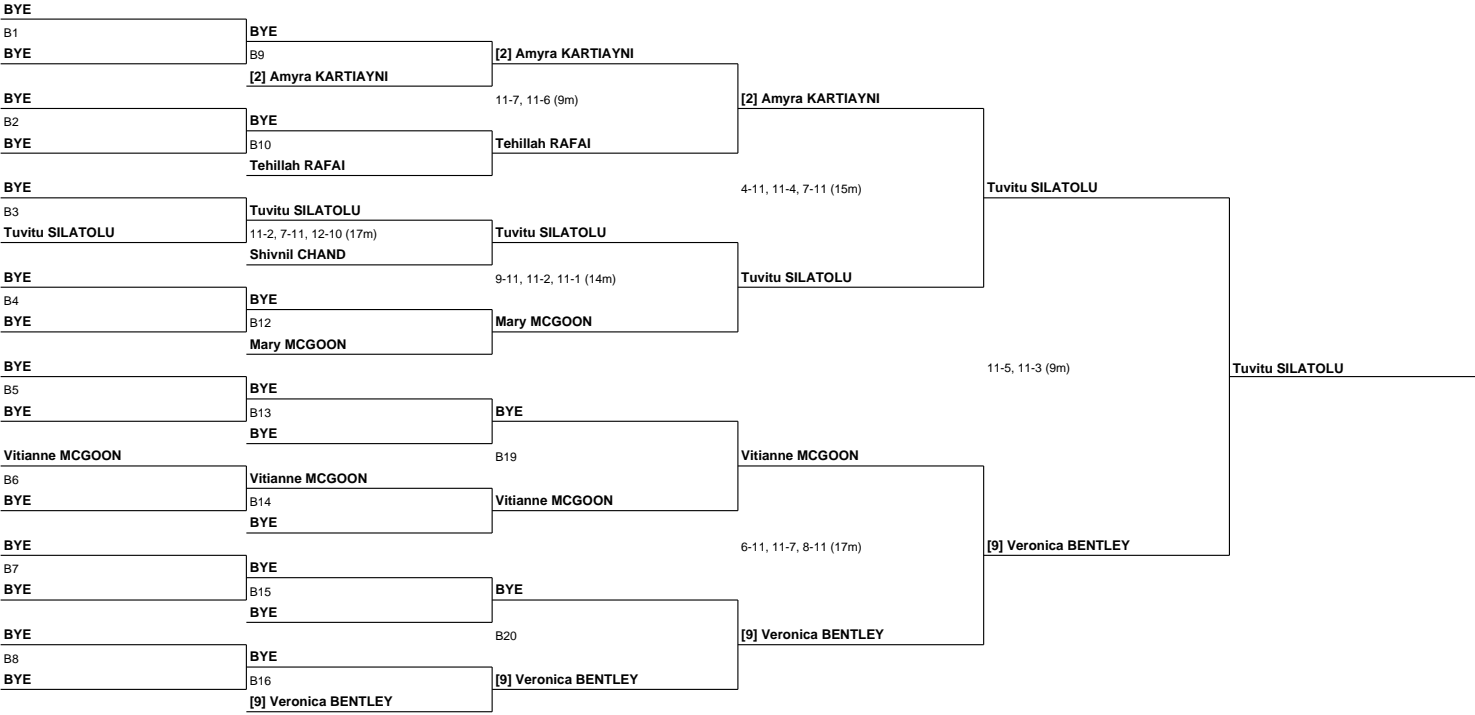 BYE
B1
BYE
BYE
B9
[2] Amyra KARTIAYNI
[2] Amyra KARTIAYNI
11-7, 11-6 (9m)
[2] Amyra KARTIAYNI
BYE
B2
BYE
BYE
B10
Tehillah RAFAI
Tehillah RAFAI
4-11, 11-4, 7-11 (15m)
Tuvitu SILATOLU
BYE
B3
Tuvitu SILATOLU
Tuvitu SILATOLU
11-2, 7-11, 12-10 (17m)
Shivnil CHAND
Tuvitu SILATOLU
9-11, 11-2, 11-1 (14m)
Tuvitu SILATOLU
BYE
B4
BYE
BYE
B12
Mary MCGOON
Mary MCGOON
11-5, 11-3 (9m)
Tuvitu SILATOLU
BYE
B5
BYE
BYE
B13
BYE
BYE
B19
Vitianne MCGOON
Vitianne MCGOON
B6
BYE
Vitianne MCGOON
B14
BYE
Vitianne MCGOON
6-11, 11-7, 8-11 (17m)
[9] Veronica BENTLEY
BYE
B7
BYE
BYE
B15
BYE
BYE
B20
[9] Veronica BENTLEY
BYE
B8
BYE
BYE
B16
[9] Veronica BENTLEY
[9] Veronica BENTLEY